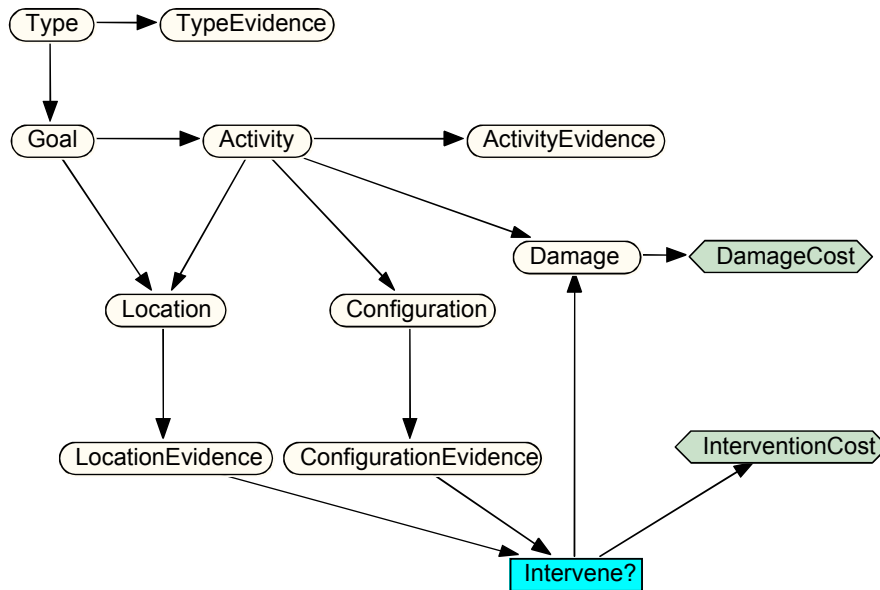 Type
TypeEvidence
Goal
Activity
ActivityEvidence
Damage
DamageCost
Location
Configuration
LocationEvidence
ConfigurationEvidence
InterventionCost
Intervene?